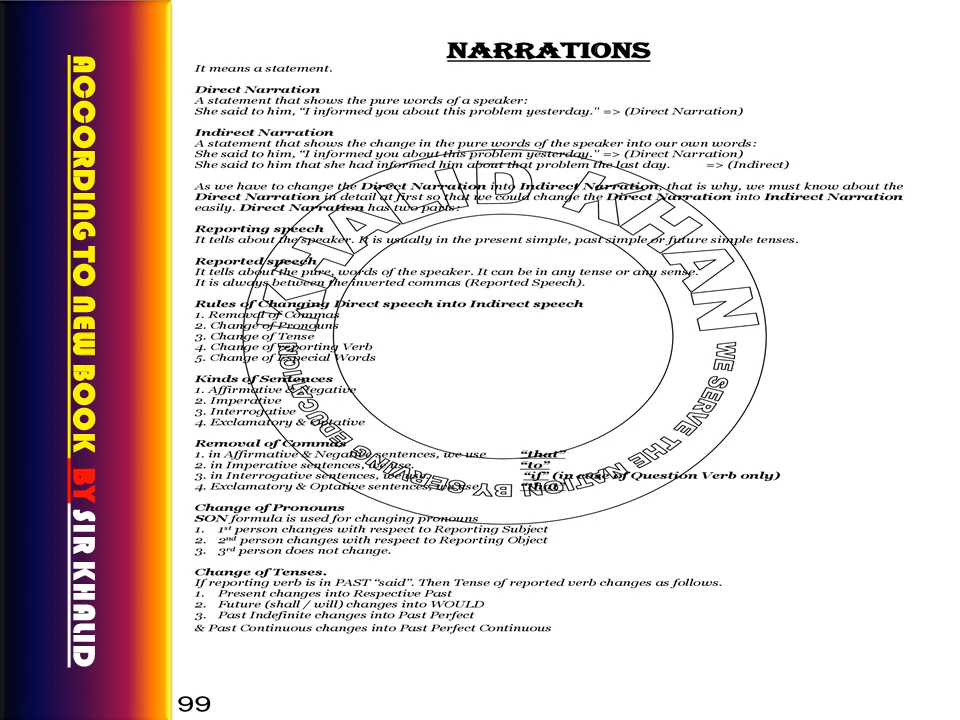 ACCORDING TO NEW BOOK BY SIR KHALID
NARRATIONS
It means a statement.
Direct Narration
A statement that shows the pure words of a speaker:
She said to him, "I informed you about this problem yesterday." => (Direct Narration)
Indirect Narration
A statement that shows the change in the pure words of the speaker into our own words:
She said to him, "I informed you about this problem yesterday." => (Direct Narration)
She said to him that she had informed him about that problem the last day. => (Indirect)
As we have to change the Direct Narration into Indirect Narration, that is why, we must know about the
Direct Narration in detail at first so that we could change the Direct Narration into Indirect Narration
easily. Direct Narration has two parts:
Reporting speech
It tells about the speaker. It is usually in the present simple, past simple or future simple tenses.
Reported speech
It tells about the pure, words of the speaker. It can be in any tense or any sense.
It is always between the inverted commas (Reported Speech).
Rules of Changing Direct speech into Indirect speech
1. Removal of Commas
2. Change of Pronouns
3. Change of Tense
4. Change of reporting Verb
5. Change of Especial Words
Kinds of Sentences
1. Affirmative & Negative
2. Imperative
3. Interrogative
4. Exclamatory & Optative
Removal of Commas
1. in Affirmative & Negative sentences, we use "that"
2. in Imperative sentences, we use "to"
3. in Interrogative sentences, we use "if" (in case of Question Verb only)
4. Exclamatory & Optative sentences, we use "that"
Change of Pronouns
SON formula is used for changing pronouns
1. 1st person changes with respect to Reporting Subject
2. 2nd person changes with respect to Reporting Object
3. 3rd person does not change.
Change of Tenses.
If reporting verb is in PAST "said". Then Tense of reported verb changes as follows.
1. Present changes into Respective Past
2. Future (shall / will) changes into WOULD
3. Past Indefinite changes into Past Perfect
& Past Continuous changes into Past Perfect Continuous
KHALID KHAN
WE SERVE THE NATION BY SERVING EDUCATION
99